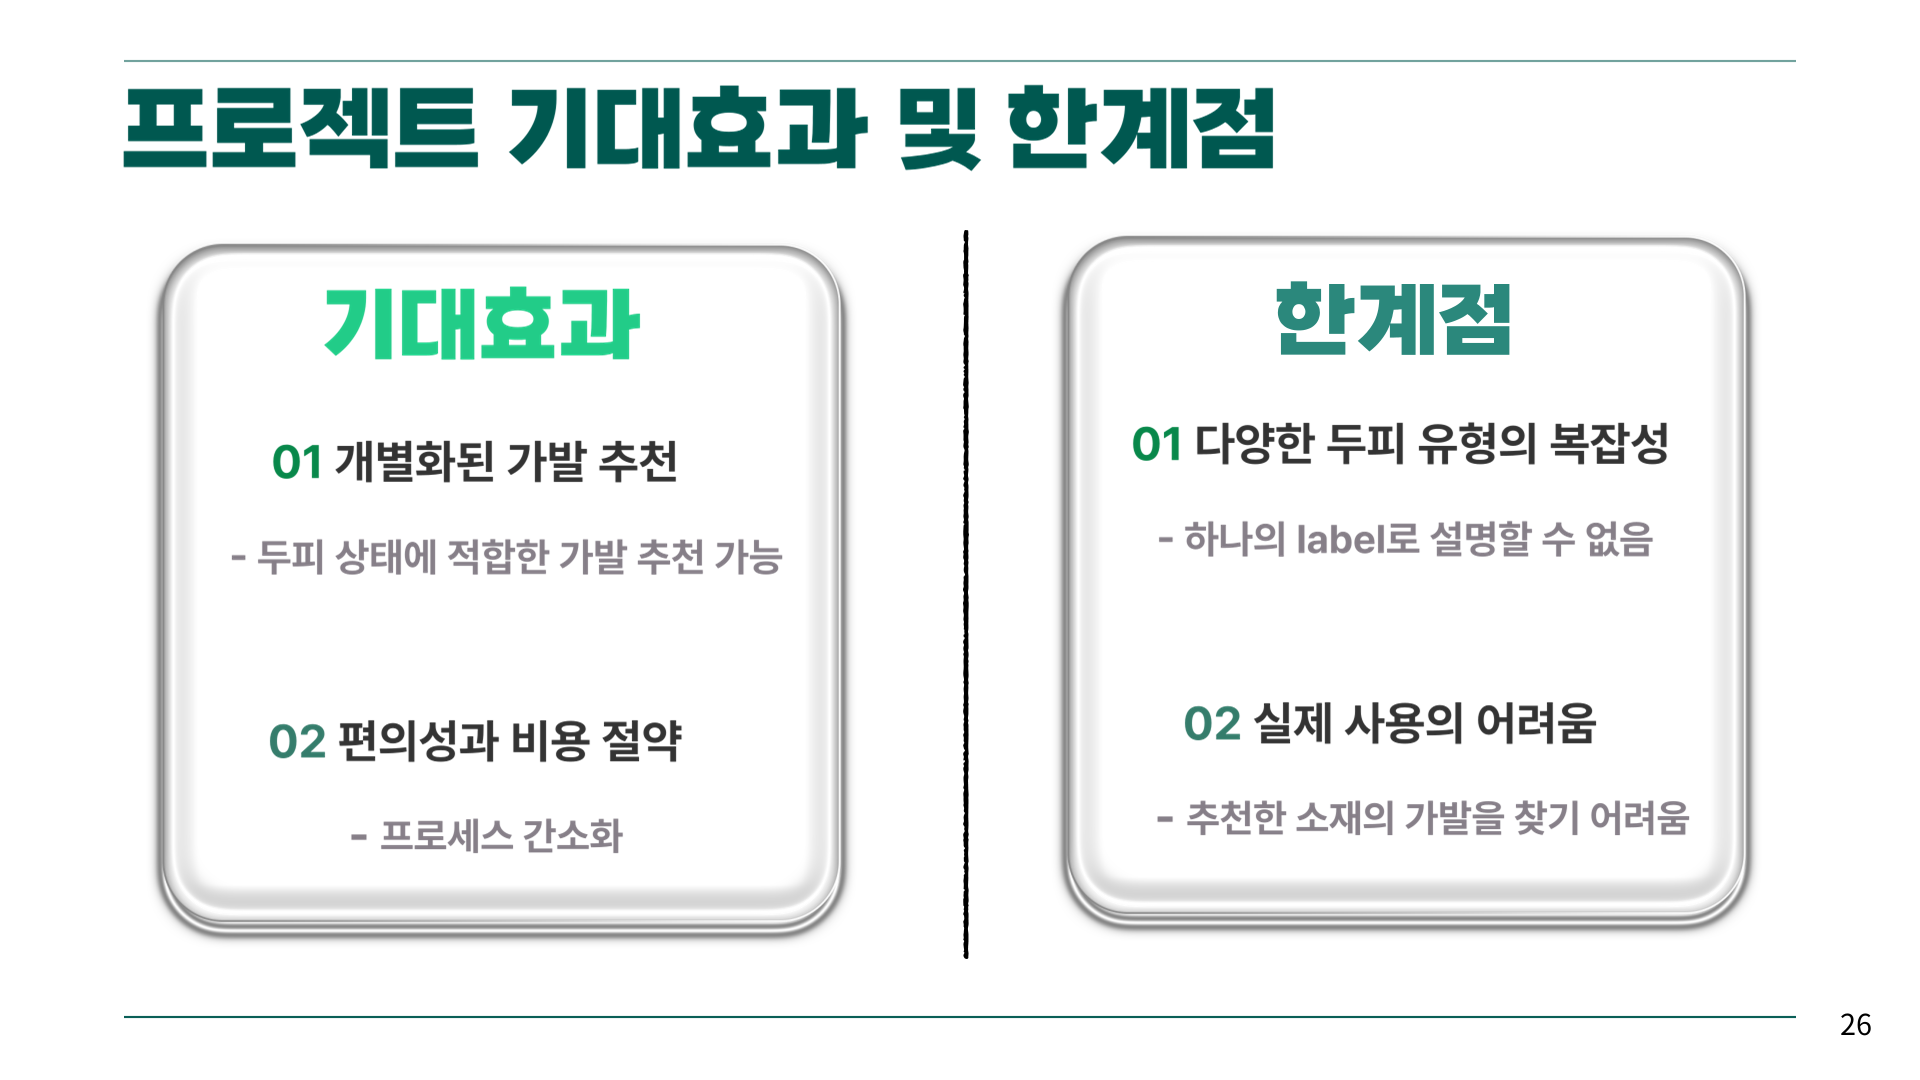 프로젝트 기대효과 및 한계점
기대효과
01 개별화된 가발 추천
- 두피 상태에 적합한 가발 추천 가능
02 편의성과 비용 절약
- 프로세스 간소화
한계점
01 다양한 두피 유형의 복잡성
- 하나의 label로 설명할 수 없음
02 실제 사용의 어려움
- 추천한 소재의 가발을 찾기 어려움
26